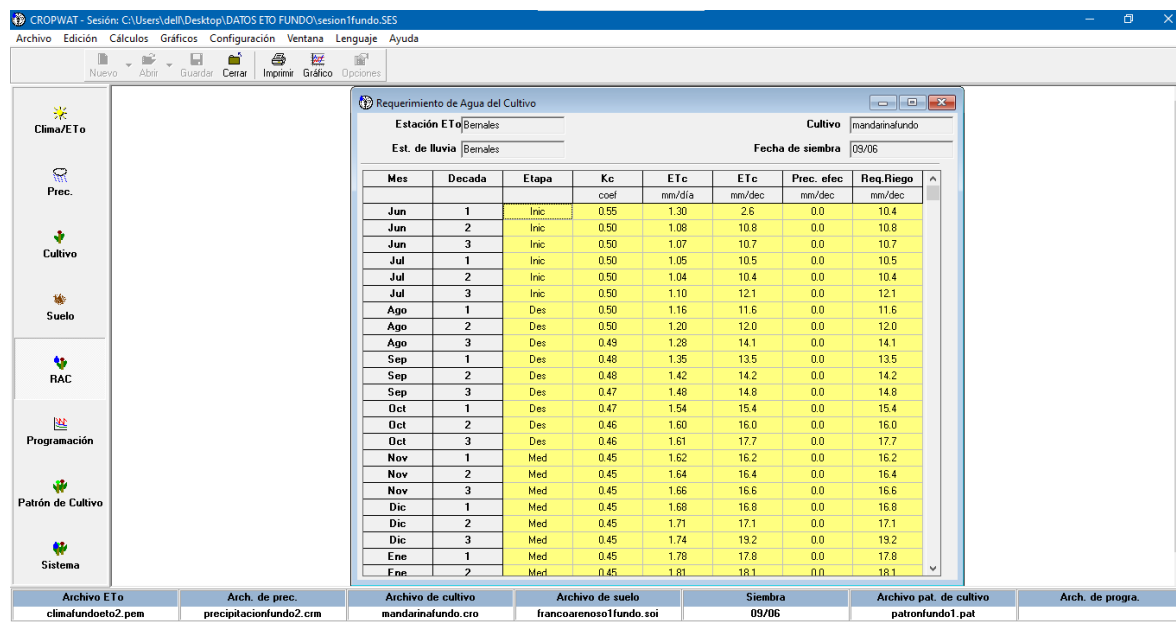 CROPWAT - Sesión: C:\Users\dell\Desktop\DATOS ETO FUNDO\sesion1fundo.SES
Archivo Edición Cálculos Gráficos Configuración Ventana Lenguaje Ayuda
Nuevo Abrir Guardar Cerrar Imprimir Gráfico Opciones
Clima/ETo
Prec.
Cultivo
Suelo
RAC
Programación
Patrón de Cultivo
Sistema
Requerimiento de Agua del Cultivo
Estación ETo Bernales Cultivo mandarinafundo
Est. de lluvia Bernales Fecha de siembra 09/06
Mes Decada Etapa Kc ETc ETc Prec. efec Req.Riego
coef mm/día mm/dec mm/dec mm/dec
Jun 1 Inic 0.55 1.30 2.6 0.0 10.4
Jun 2 Inic 0.50 1.08 10.8 0.0 10.8
Jun 3 Inic 0.50 1.07 10.7 0.0 10.7
Jul 1 Inic 0.50 1.05 10.5 0.0 10.5
Jul 2 Inic 0.50 1.04 10.4 0.0 10.4
Jul 3 Inic 0.50 1.10 12.1 0.0 12.1
Ago 1 Des 0.50 1.16 11.6 0.0 11.6
Ago 2 Des 0.50 1.20 12.0 0.0 12.0
Ago 3 Des 0.49 1.28 14.1 0.0 14.1
Sep 1 Des 0.48 1.35 13.5 0.0 13.5
Sep 2 Des 0.48 1.42 14.2 0.0 14.2
Sep 3 Des 0.47 1.48 14.8 0.0 14.8
Oct 1 Des 0.47 1.54 15.4 0.0 15.4
Oct 2 Des 0.46 1.60 16.0 0.0 16.0
Oct 3 Des 0.46 1.61 17.7 0.0 17.7
Nov 1 Med 0.45 1.62 16.2 0.0 16.2
Nov 2 Med 0.45 1.64 16.4 0.0 16.4
Nov 3 Med 0.45 1.66 16.6 0.0 16.6
Dic 1 Med 0.45 1.68 16.8 0.0 16.8
Dic 2 Med 0.45 1.71 17.1 0.0 17.1
Dic 3 Med 0.45 1.74 19.2 0.0 19.2
Ene 1 Med 0.45 1.78 17.8 0.0 17.8
Ene 2 Med 0.45 1.81 18.1 0.0 18.1
Archivo ETo Arch. de prec. Archivo de cultivo Archivo de suelo Siembra Archivo pat. de cultivo Arch. de progra.
climafundoeto2.pem precipitacionfundo2.crm mandarinafundo.cro francoarenoso1fundo.soi 09/06 patronfundo1.pat